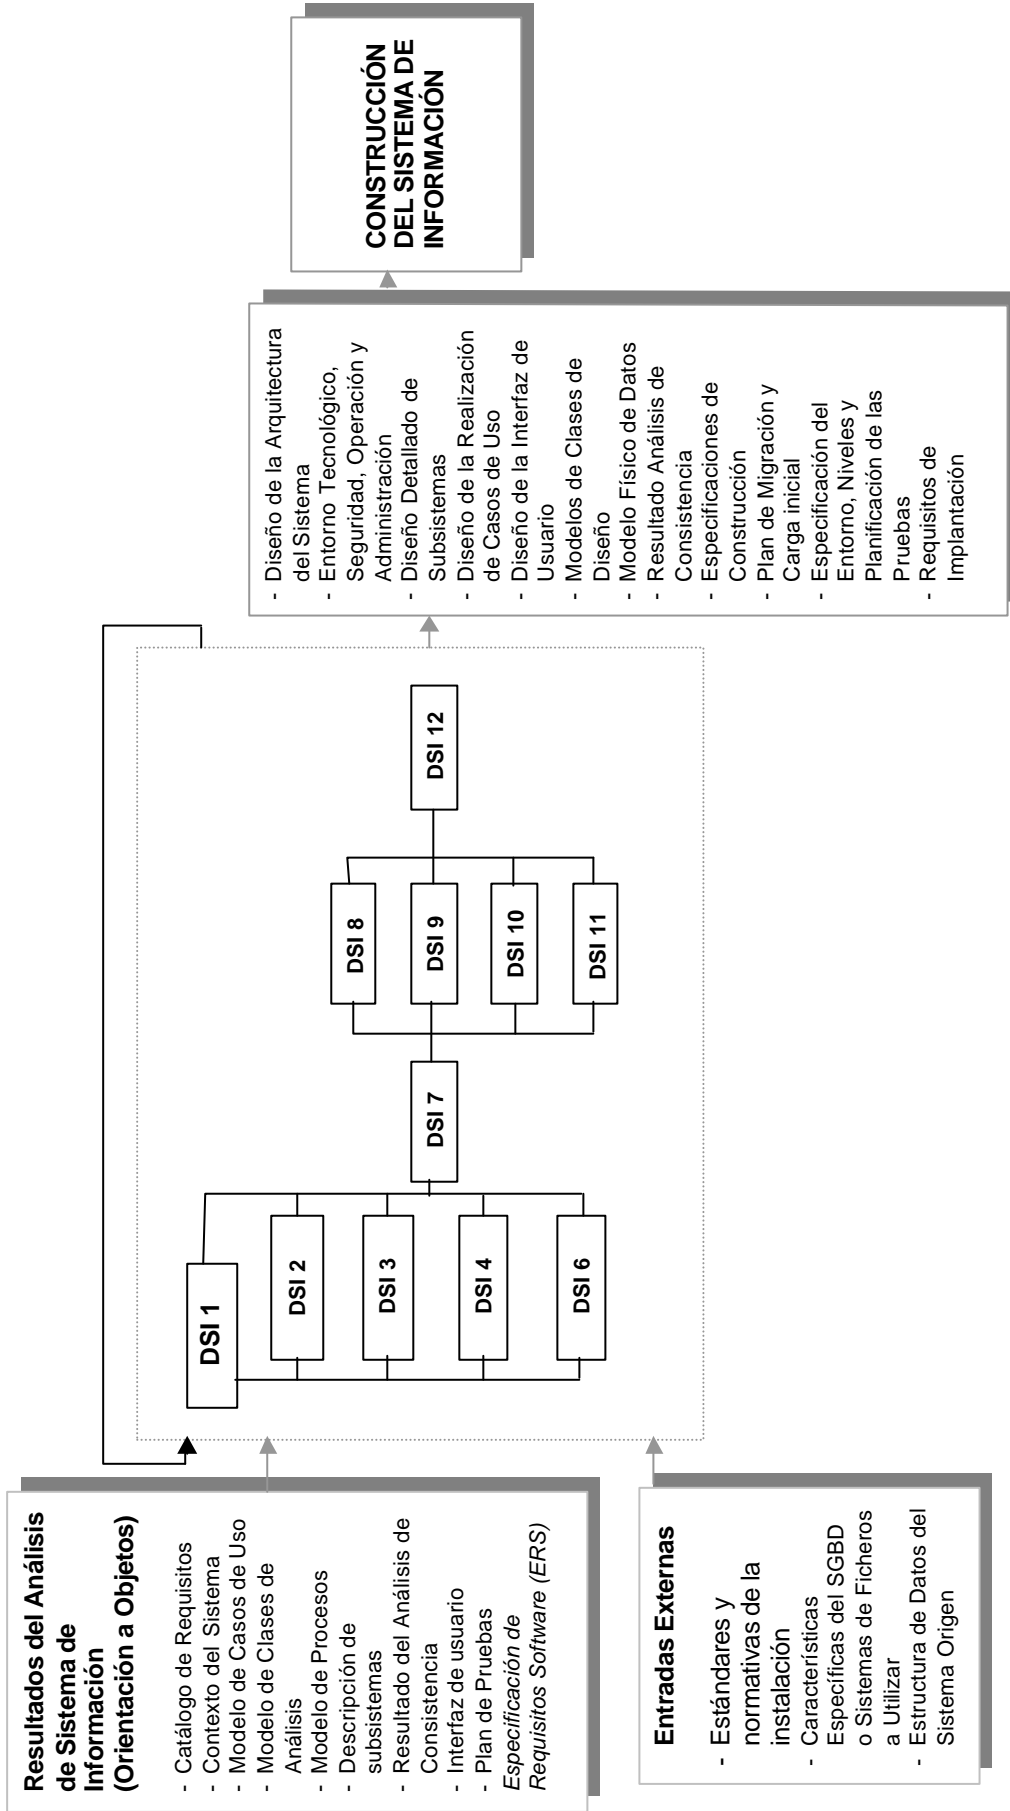 Resultados del Análisis
de Sistema de
Información
(Orientación a Objetos)
- Catálogo de Requisitos
- Contexto del Sistema
- Modelo de Casos de Uso
- Modelo de Clases de
Análisis
- Modelo de Procesos
- Descripción de
subsistemas
- Resultado del Análisis de
Consistencia
- Interfaz de usuario
- Plan de Pruebas
Especificación de
Requisitos Software (ERS)
Entradas Externas
- Estándares y
normativas de la
instalación
- Características
Específicas del SGBD
o Sistemas de Ficheros
a Utilizar
- Estructura de Datos del
Sistema Origen
DSI 1
DSI 2
DSI 3
DSI 4
DSI 6
DSI 7
DSI 8
DSI 9
DSI 10
DSI 11
DSI 12
- Diseño de la Arquitectura
del Sistema
- Entorno Tecnológico,
Seguridad, Operación y
Administración
- Diseño Detallado de
Subsistemas
- Diseño de la Realización
de Casos de Uso
- Diseño de la Interfaz de
Usuario
- Modelos de Clases de
Diseño
- Modelo Físico de Datos
- Resultado Análisis de
Consistencia
- Especificaciones de
Construcción
- Plan de Migración y
Carga inicial
- Especificación del
Entorno, Niveles y
Planificación de las
Pruebas
- Requisitos de
Implantación
CONSTRUCCIÓN
DEL SISTEMA DE
INFORMACIÓN